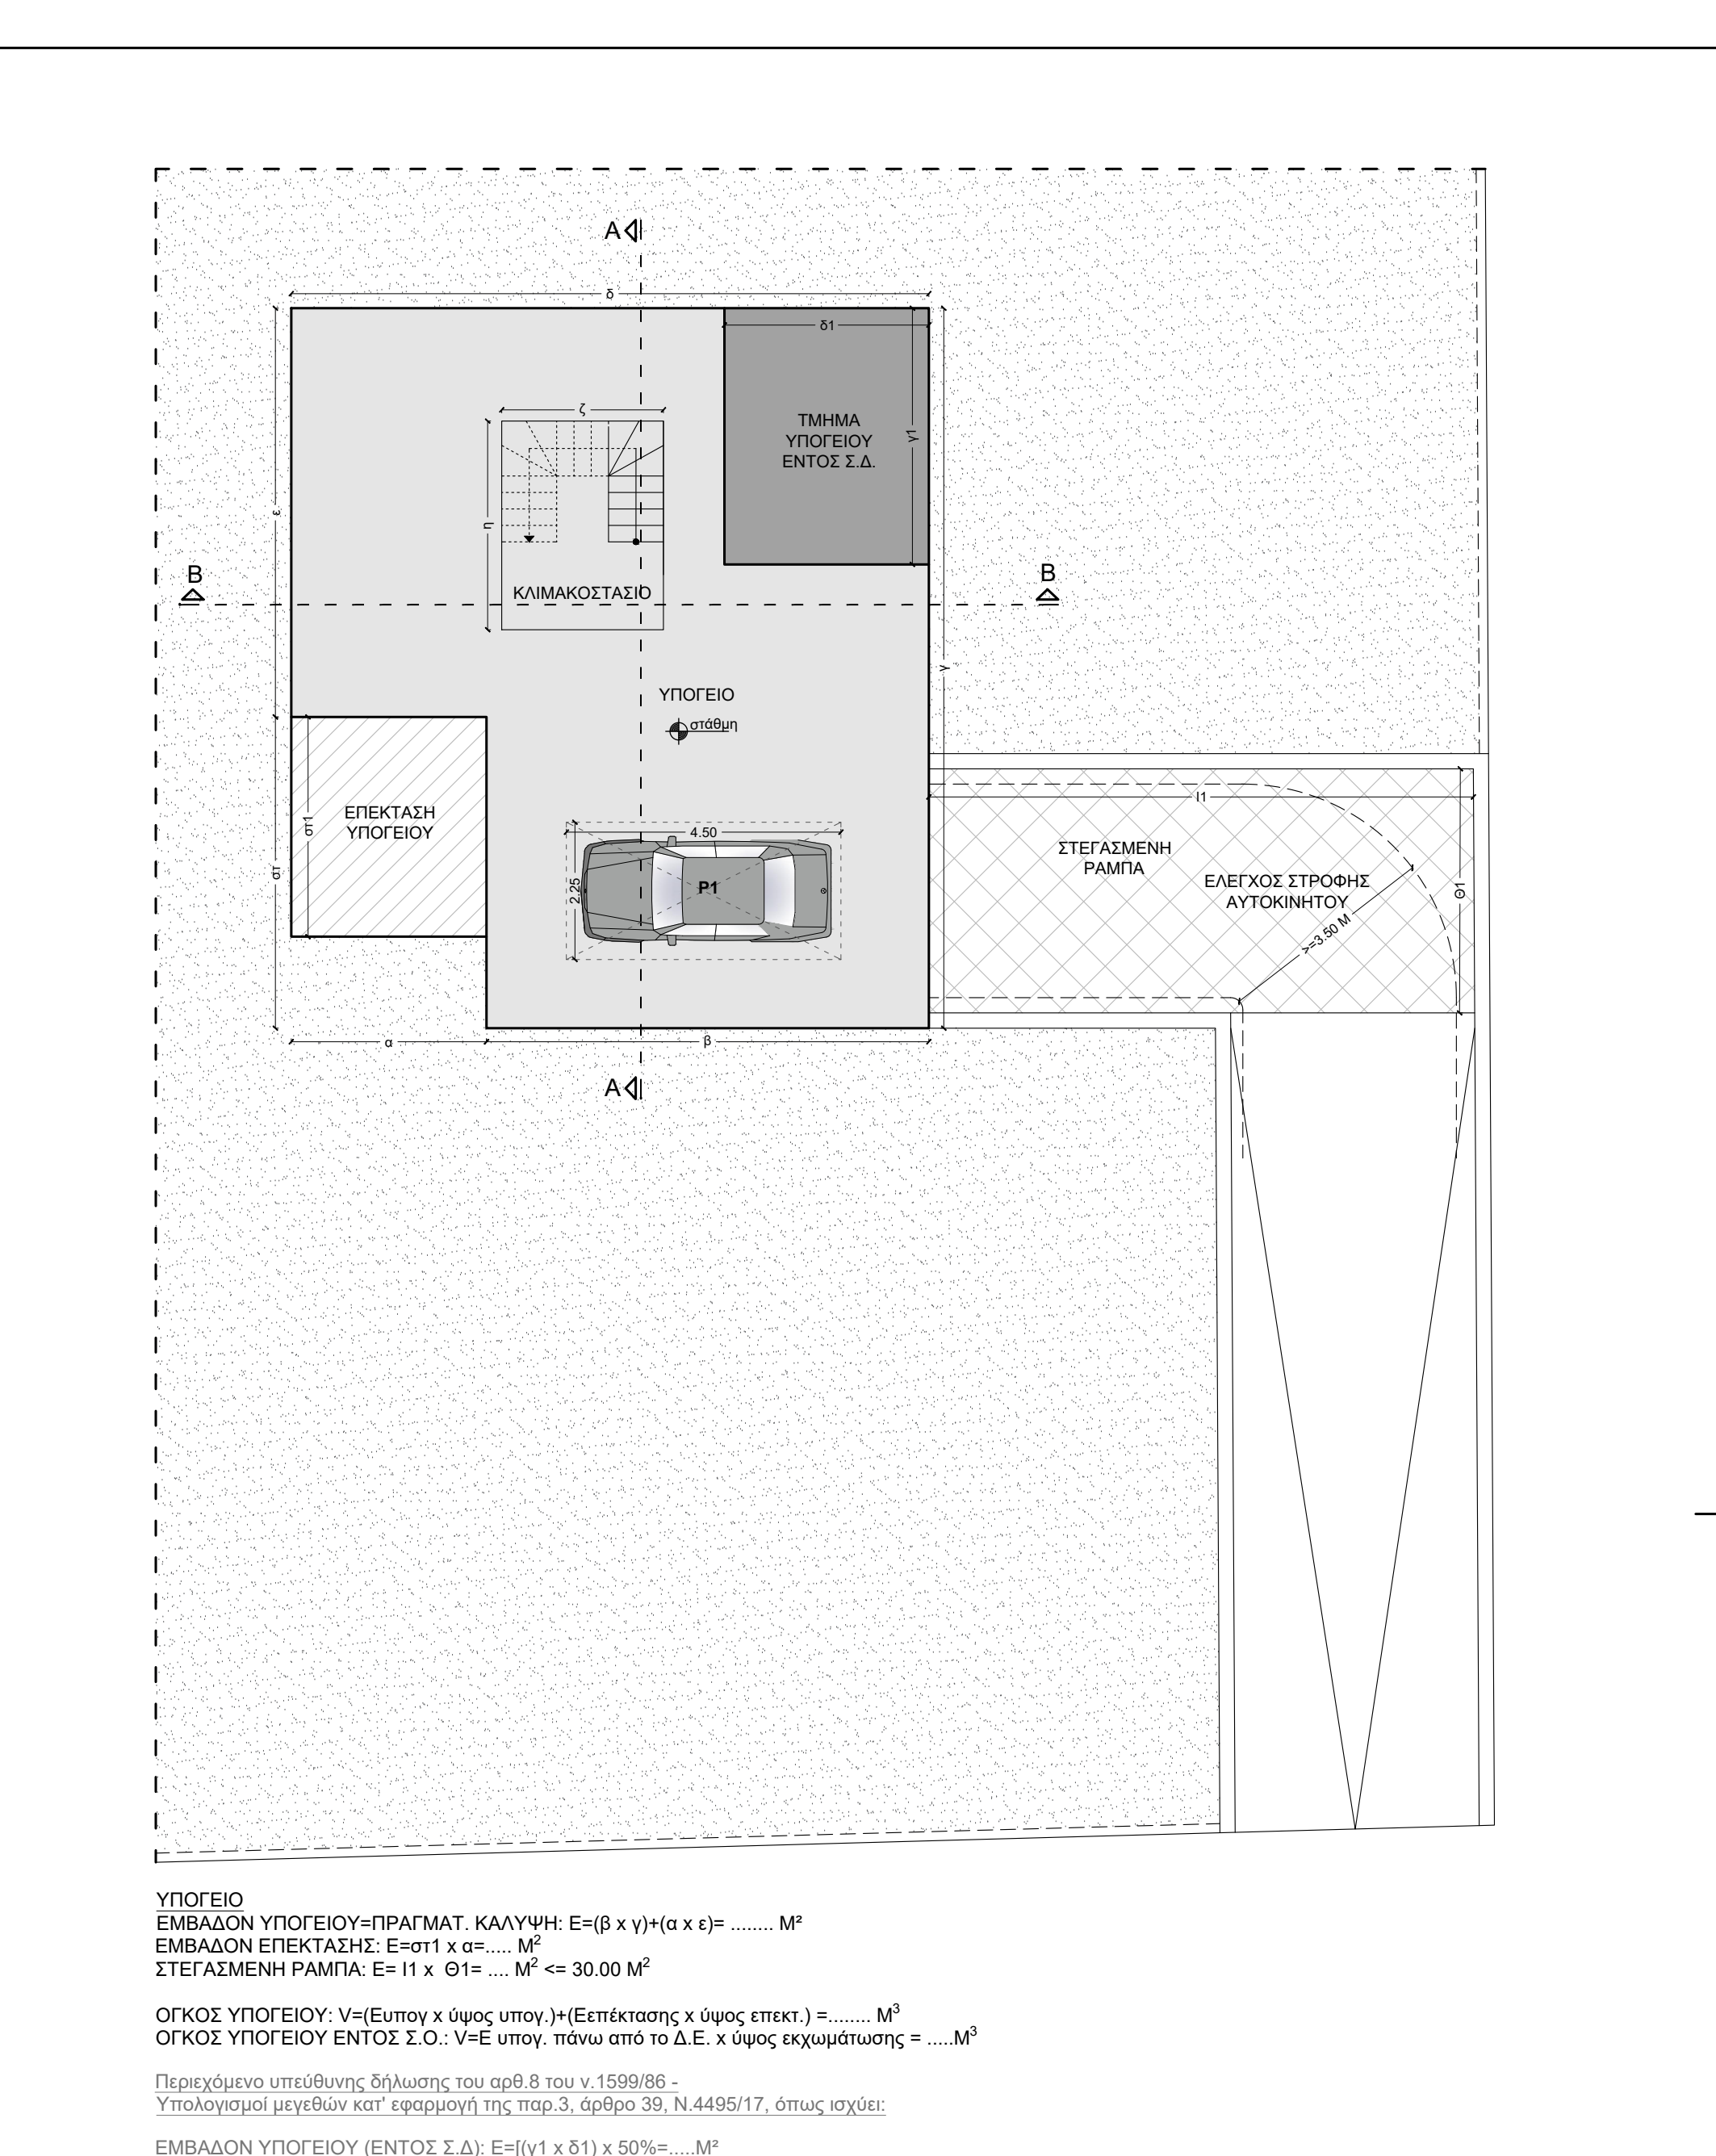 A
δ
δ1
ζ
ΤΜΗΜΑ
ΥΠΟΓΕΙΟΥ
ΕΝΤΟΣ Σ.Δ.
γ1
ε
η
B
B
ΚΛΙΜΑΚΟΣΤΑΣΙΟ
γ
ΥΠΟΓΕΙΟ
στάθμη
l1
ΕΠΕΚΤΑΣΗ
ΥΠΟΓΕΙΟΥ
στ1
στ
4.50
2.25
P1
ΣΤΕΓΑΣΜΕΝΗ
ΡΑΜΠΑ
ΕΛΕΓΧΟΣ ΣΤΡΟΦΗΣ
ΑΥΤΟΚΙΝΗΤΟΥ
>=3.50 M
Θ1
α
β
A
ΥΠΟΓΕΙΟ
ΕΜΒΑΔΟΝ ΥΠΟΓΕΙΟΥ=ΠΡΑΓΜΑΤ. ΚΑΛΥΨΗ: Ε=(β x γ)+(α x ε)= ........ Μ²
ΕΜΒΑΔΟΝ ΕΠΕΚΤΑΣΗΣ: Ε=στ1 x α=..... Μ²
ΣΤΕΓΑΣΜΕΝΗ ΡΑΜΠΑ: Ε= l1 x Θ1= .... Μ² <= 30.00 Μ²
ΟΓΚΟΣ ΥΠΟΓΕΙΟΥ: V=(Ευπογ x ύψος υπογ.)+(Εεπέκτασης x ύψος επεκτ.) =........ Μ³
ΟΓΚΟΣ ΥΠΟΓΕΙΟΥ ΕΝΤΟΣ Σ.Ο.: V=Ε υπογ. πάνω από το Δ.Ε. x ύψος εκχωμάτωσης = .....Μ³
Περιεχόμενο υπεύθυνης δήλωσης του αρθ.8 του ν.1599/86 -
Υπολογισμοί μεγεθών κατ' εφαρμογή της παρ.3, άρθρο 39, Ν.4495/17, όπως ισχύει:
ΕΜΒΑΔΟΝ ΥΠΟΓΕΙΟΥ (ΕΝΤΟΣ Σ.Δ): Ε=[(γ1 x δ1) x 50%=.....Μ²